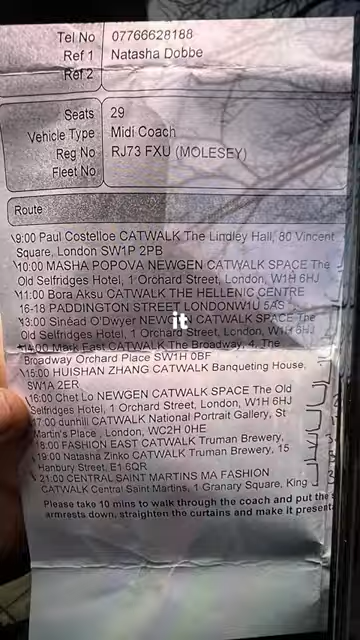 Tel No 07766628188
Ref 1 Natasha Dobbe
Ref 2
Seats 29
Vehicle Type Midi Coach
Reg No RJ73 FXU (MOLESEY)
Fleet No
Route
9:00 Paul Costelloe CATWALK The Lindley Hall, 80 Vincent
Square, London SW1P 2PB
10:00 MASHA POPOVA NEWGEN CATWALK SPACE The
Old Selfridges Hotel, 1 Orchard Street, London, W1H 6HJ
11:00 Bora Aksu CATWALK THE HELLENIC CENTRE
16-18 PADDINGTON STREET LONDONW1U 5AS
13:00 Sinéad O'Dwyer NEWGEN CATWALK SPACE The
Old Selfridges Hotel, 1 Orchard Street, London, W1H 6HJ
it
14:00 Mark East CATWALK The Broadway, 4, The
Broadway Orchard Place SW1H 0BF
15:00 HUISHAN ZHANG CATWALK Banqueting House,
SW1A 2ER
16:00 Chet Lo NEWGEN CATWALK SPACE The Old
Selfridges Hotel, 1 Orchard Street, London, W1H 6HJ
17:00 dunhill CATWALK National Portrait Gallery, St
Martin's Place, London, WC2H 0HE
18:00 FASHION EAST CATWALK Truman Brewery,
19:00 Natasha Zinko CATWALK Truman Brewery, 15
Hanbury Street, E1 6QR
21:00 CENTRAL SAINT MARTINS MA FASHION
CATWALK Central Saint Martins, 1 Granary Square, King
Please take 10 mins to walk through the coach and put the
armrests down, straighten the curtains and make it